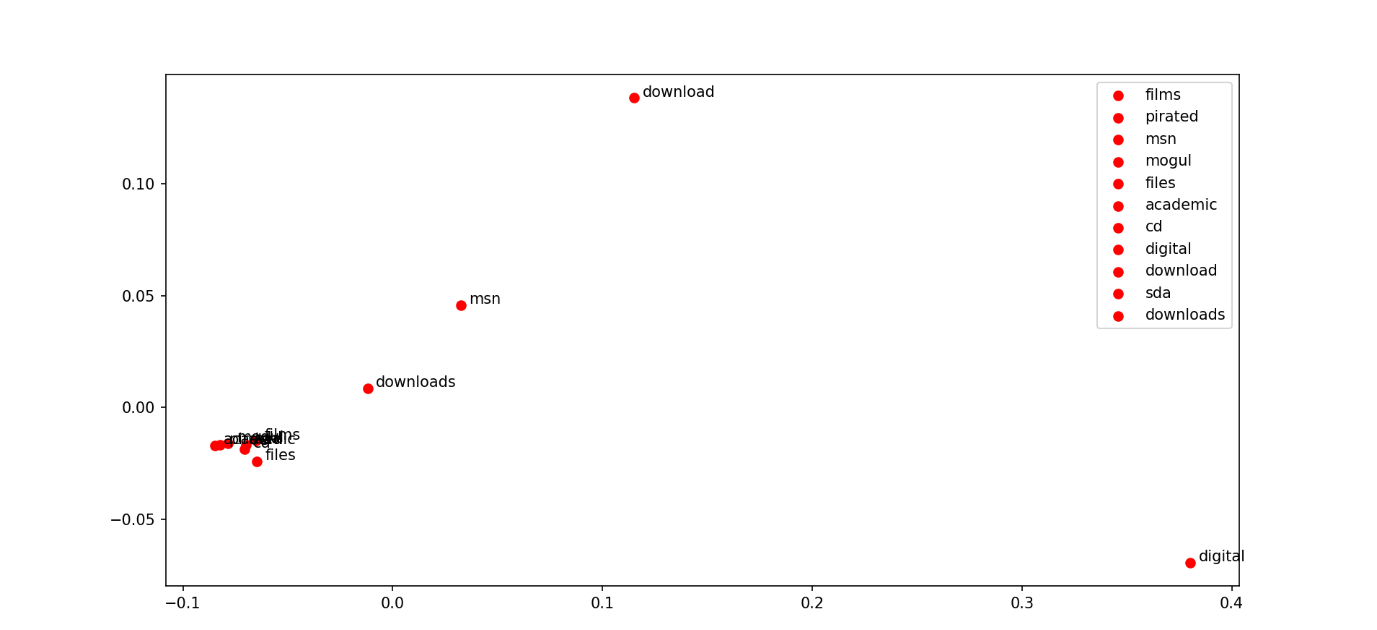 download
films
pirated
msn
mogul
files
academic
cd
digital
download
sda
downloads
0.10
0.05
msn
downloads
0.00
films
files
−0.05
digital
−0.1
0.0
0.1
0.2
0.3
0.4